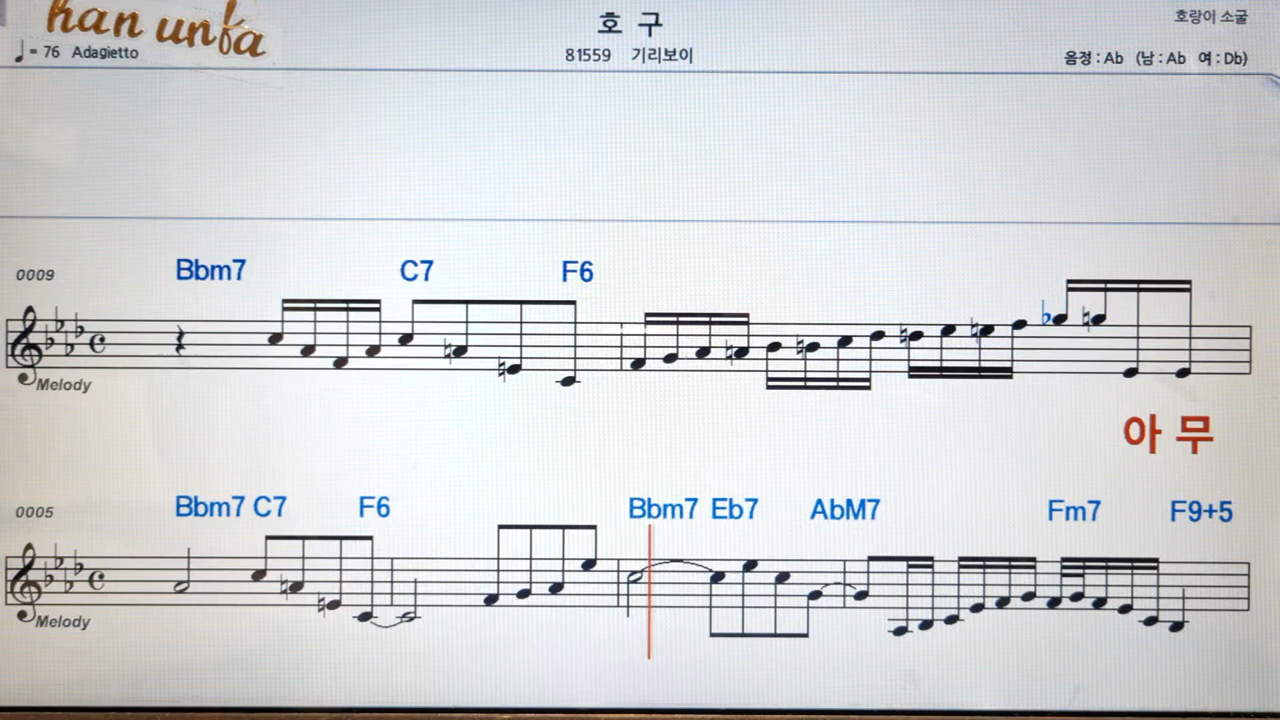 han unfa
호 구
호랑이 소굴
♩= 76 Adagietto
81559 기리보이
음정 : Ab (남 : Ab 여 : Db)
0009 Bbm7 C7 F6
Melody
아 무
0005 Bbm7 C7 F6 Bbm7 Eb7 AbM7 Fm7 F9+5
Melody